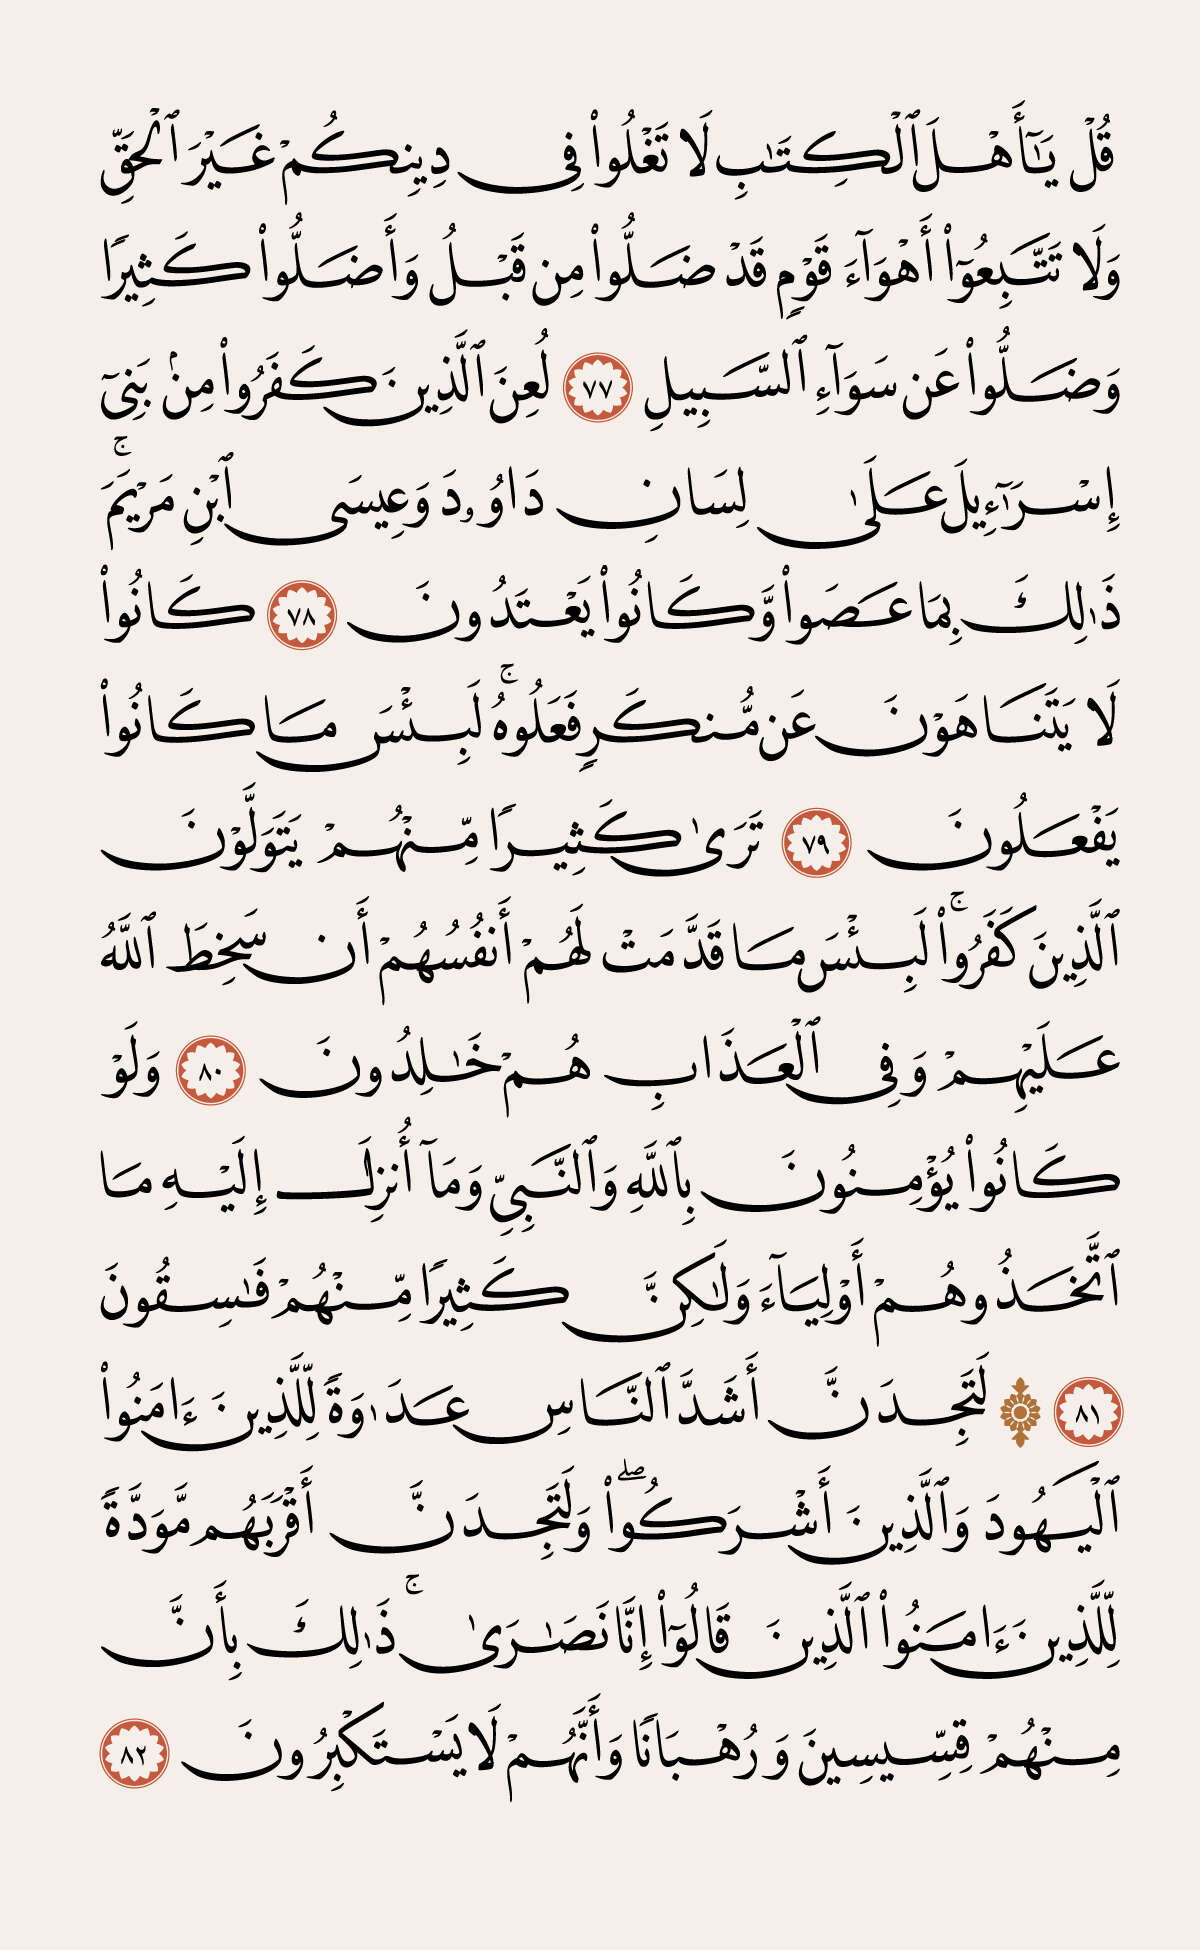 قُلْ يَٰٓأَهْلَ ٱلْكِتَٰبِ لَا تَغْلُوا۟ فِى دِينِكُمْ غَيْرَ ٱلْحَقِّ
وَلَا تَتَّبِعُوٓا۟ أَهْوَآءَ قَوْمٍ قَدْ ضَلُّوا۟ مِن قَبْلُ وَأَضَلُّوا۟ كَثِيرًا
وَضَلُّوا۟ عَن سَوَآءِ ٱلسَّبِيلِ ٧٧ لُعِنَ ٱلَّذِينَ كَفَرُوا۟ مِنۢ بَنِىٓ
إِسْرَٰٓءِيلَ عَلَىٰ لِسَانِ دَاوُۥدَ وَعِيسَى ٱبْنِ مَرْيَمَ ۚ
ذَٰلِكَ بِمَا عَصَوا۟ وَّكَانُوا۟ يَعْتَدُونَ ٧٨ كَانُوا۟
لَا يَتَنَاهَوْنَ عَن مُّنكَرٍ فَعَلُوهُ ۚ لَبِئْسَ مَا كَانُوا۟
يَفْعَلُونَ ٧٩ تَرَىٰ كَثِيرًا مِّنْهُمْ يَتَوَلَّوْنَ
ٱلَّذِينَ كَفَرُوا۟ ۚ لَبِئْسَ مَا قَدَّمَتْ لَهُمْ أَنفُسُهُمْ أَن سَخِطَ ٱللَّهُ
عَلَيْهِمْ وَفِى ٱلْعَذَابِ هُمْ خَٰلِدُونَ ٨٠ وَلَوْ
كَانُوا۟ يُؤْمِنُونَ بِٱللَّهِ وَٱلنَّبِىِّ وَمَآ أُنزِلَ إِلَيْهِ مَا
ٱتَّخَذُوهُمْ أَوْلِيَآءَ وَلَٰكِنَّ كَثِيرًا مِّنْهُمْ فَٰسِقُونَ
٨١ ۞ لَتَجِدَنَّ أَشَدَّ ٱلنَّاسِ عَدَٰوَةً لِّلَّذِينَ ءَامَنُوا۟
ٱلْيَهُودَ وَٱلَّذِينَ أَشْرَكُوا۟ ۖ وَلَتَجِدَنَّ أَقْرَبَهُم مَّوَدَّةً
لِّلَّذِينَ ءَامَنُوا۟ ٱلَّذِينَ قَالُوٓا۟ إِنَّا نَصَٰرَىٰ ۚ ذَٰلِكَ بِأَنَّ
مِنْهُمْ قِسِّيسِينَ وَرُهْبَانًا وَأَنَّهُمْ لَا يَسْتَكْبِرُونَ ٨٢